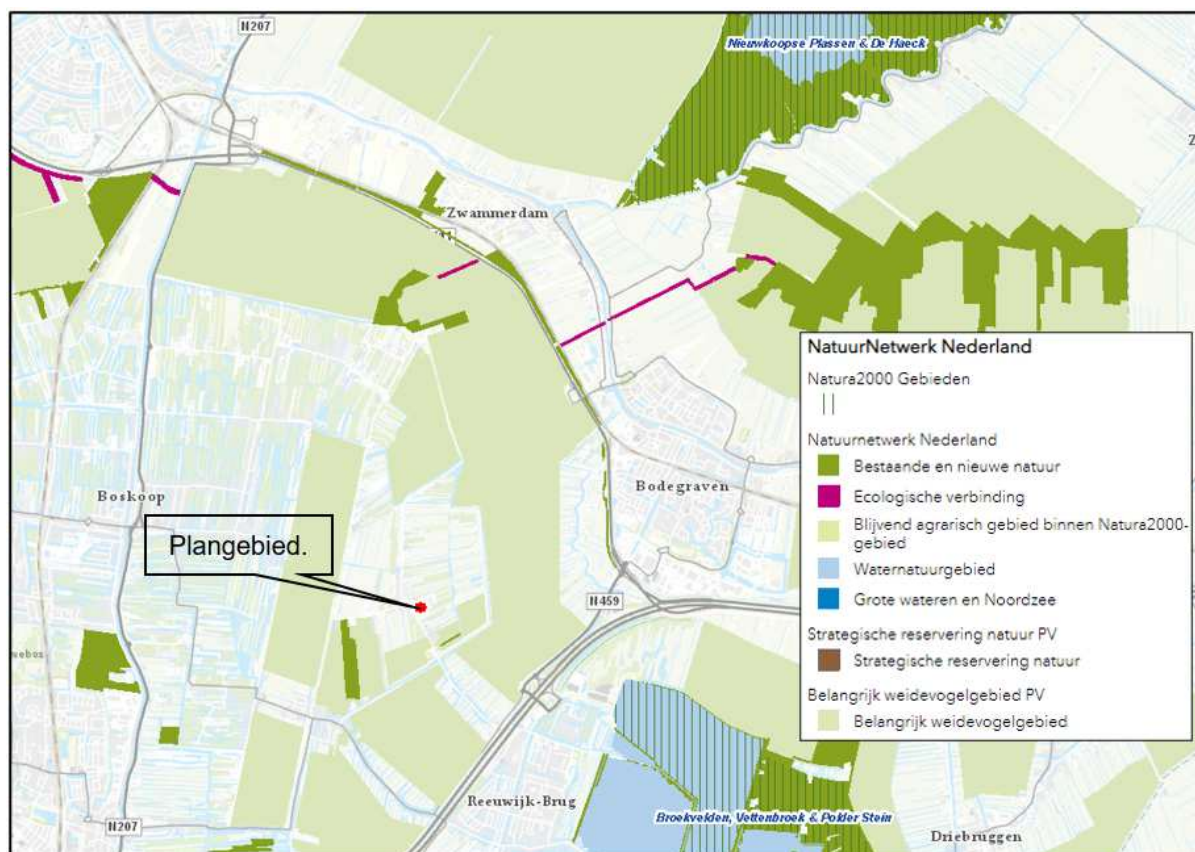 N207
Nieuwkoopse Plassen & De Haeck
Z
Zwammerdam
Bodegraven
Boskoop
Plangebied.
N459
Reeuwijk-Brug
Broekvelden, Vettenbroek & Polder Stein
N207
Driebruggen
NatuurNetwerk Nederland
Natura2000 Gebieden
Natuurnetwerk Nederland
Bestaande en nieuwe natuur
Ecologische verbinding
Blijvend agrarisch gebied binnen Natura2000-
gebied
Waternatuurgebied
Grote wateren en Noordzee
Strategische reservering natuur PV
Strategische reservering natuur
Belangrijk weidevogelgebied PV
Belangrijk weidevogelgebied